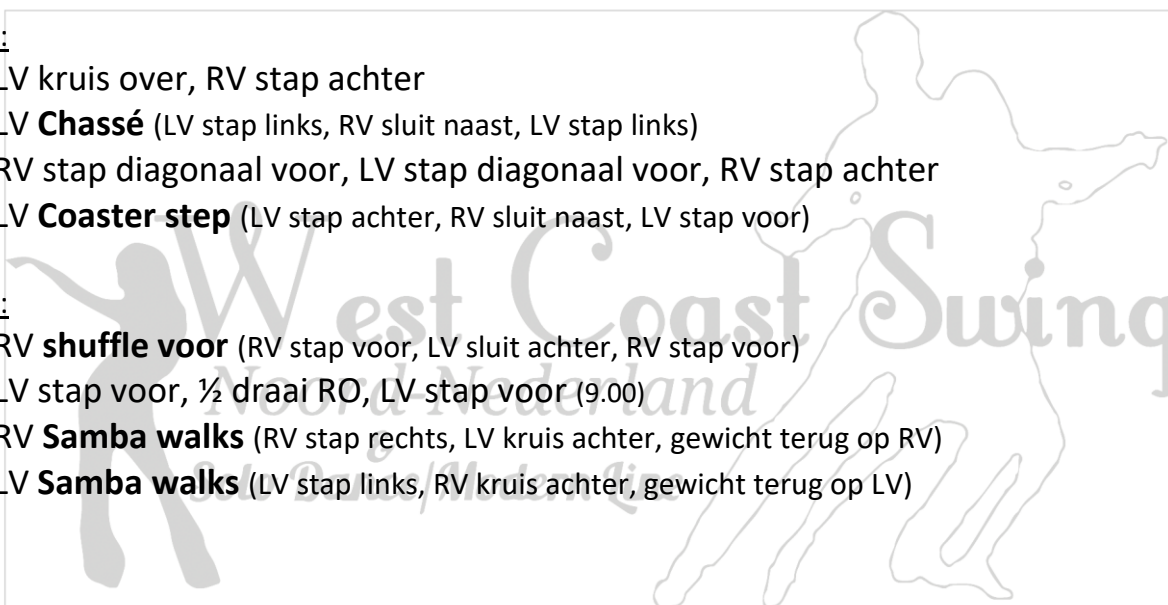 :
LV kruis over, RV stap achter
LV Chassé (LV stap links, RV sluit naast, LV stap links)
RV stap diagonaal voor, LV stap diagonaal voor, RV stap achter
LV Coaster step (LV stap achter, RV sluit naast, LV stap voor)
West Coast Swing
:
RV shuffle voor (RV stap voor, LV sluit achter, RV stap voor)
LV stap voor, ½ draai RO, LV stap voor (9.00)
Noord-Nederland
RV Samba walks (RV stap rechts, LV kruis achter, gewicht terug op RV)
&
LV Samba walks (LV stap links, RV kruis achter, gewicht terug op LV)
Solo Dance/Modern Line